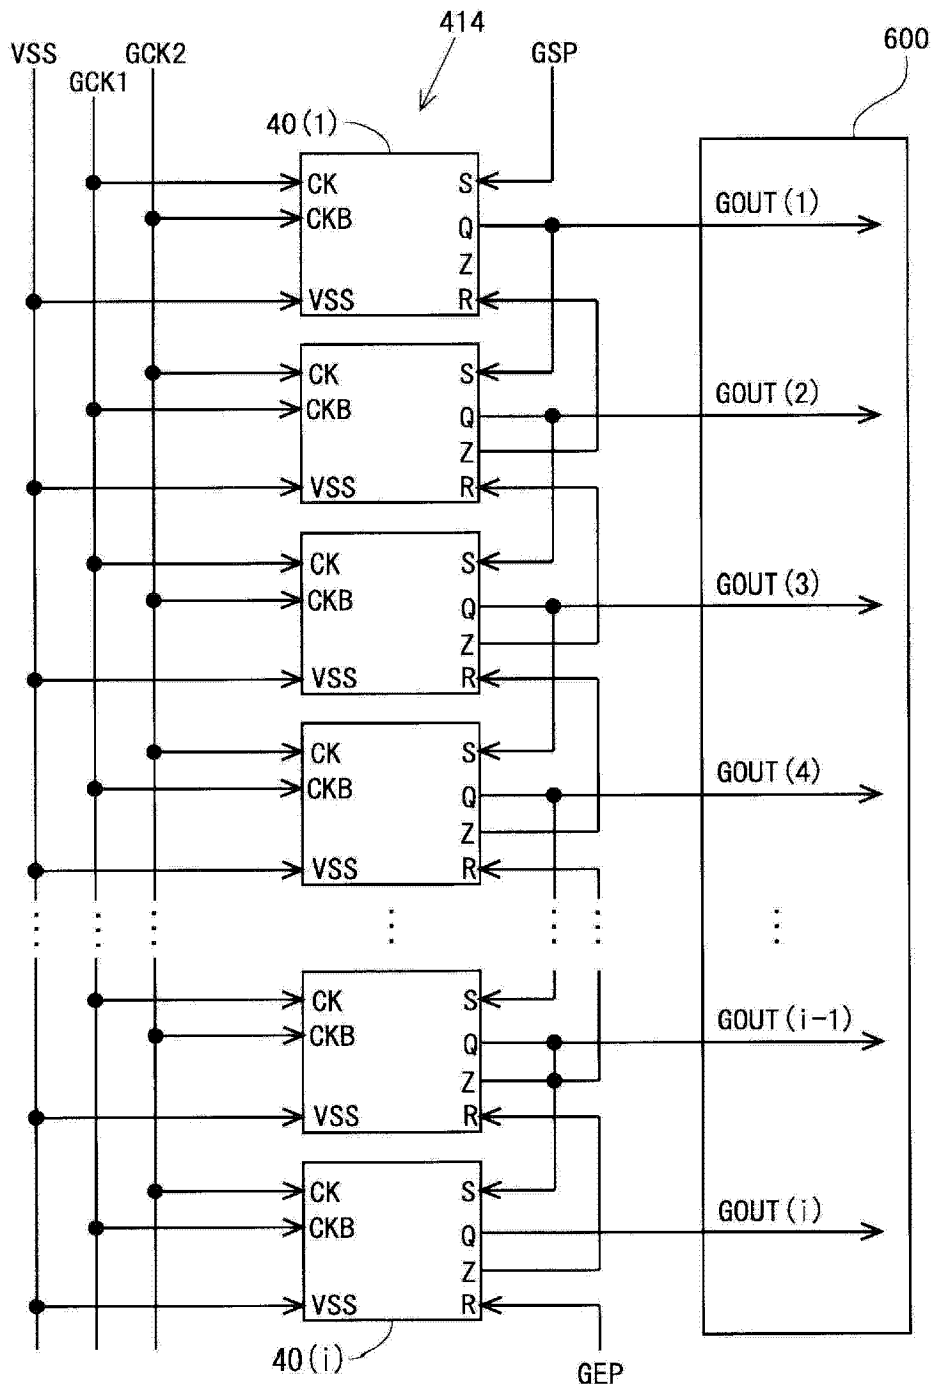 414
VSS
GCK2
GSP
600
GCK1
40(1)
CK
S
GOUT(1)
CKB
Q
Z
VSS
R
CK
S
GOUT(2)
CKB
Q
Z
VSS
R
CK
S
GOUT(3)
CKB
Q
Z
VSS
R
CK
S
GOUT(4)
CKB
Q
Z
VSS
R
CK
S
GOUT(i-1)
CKB
Q
Z
VSS
R
CK
S
GOUT(i)
CKB
Q
Z
VSS
R
40(i)
GEP